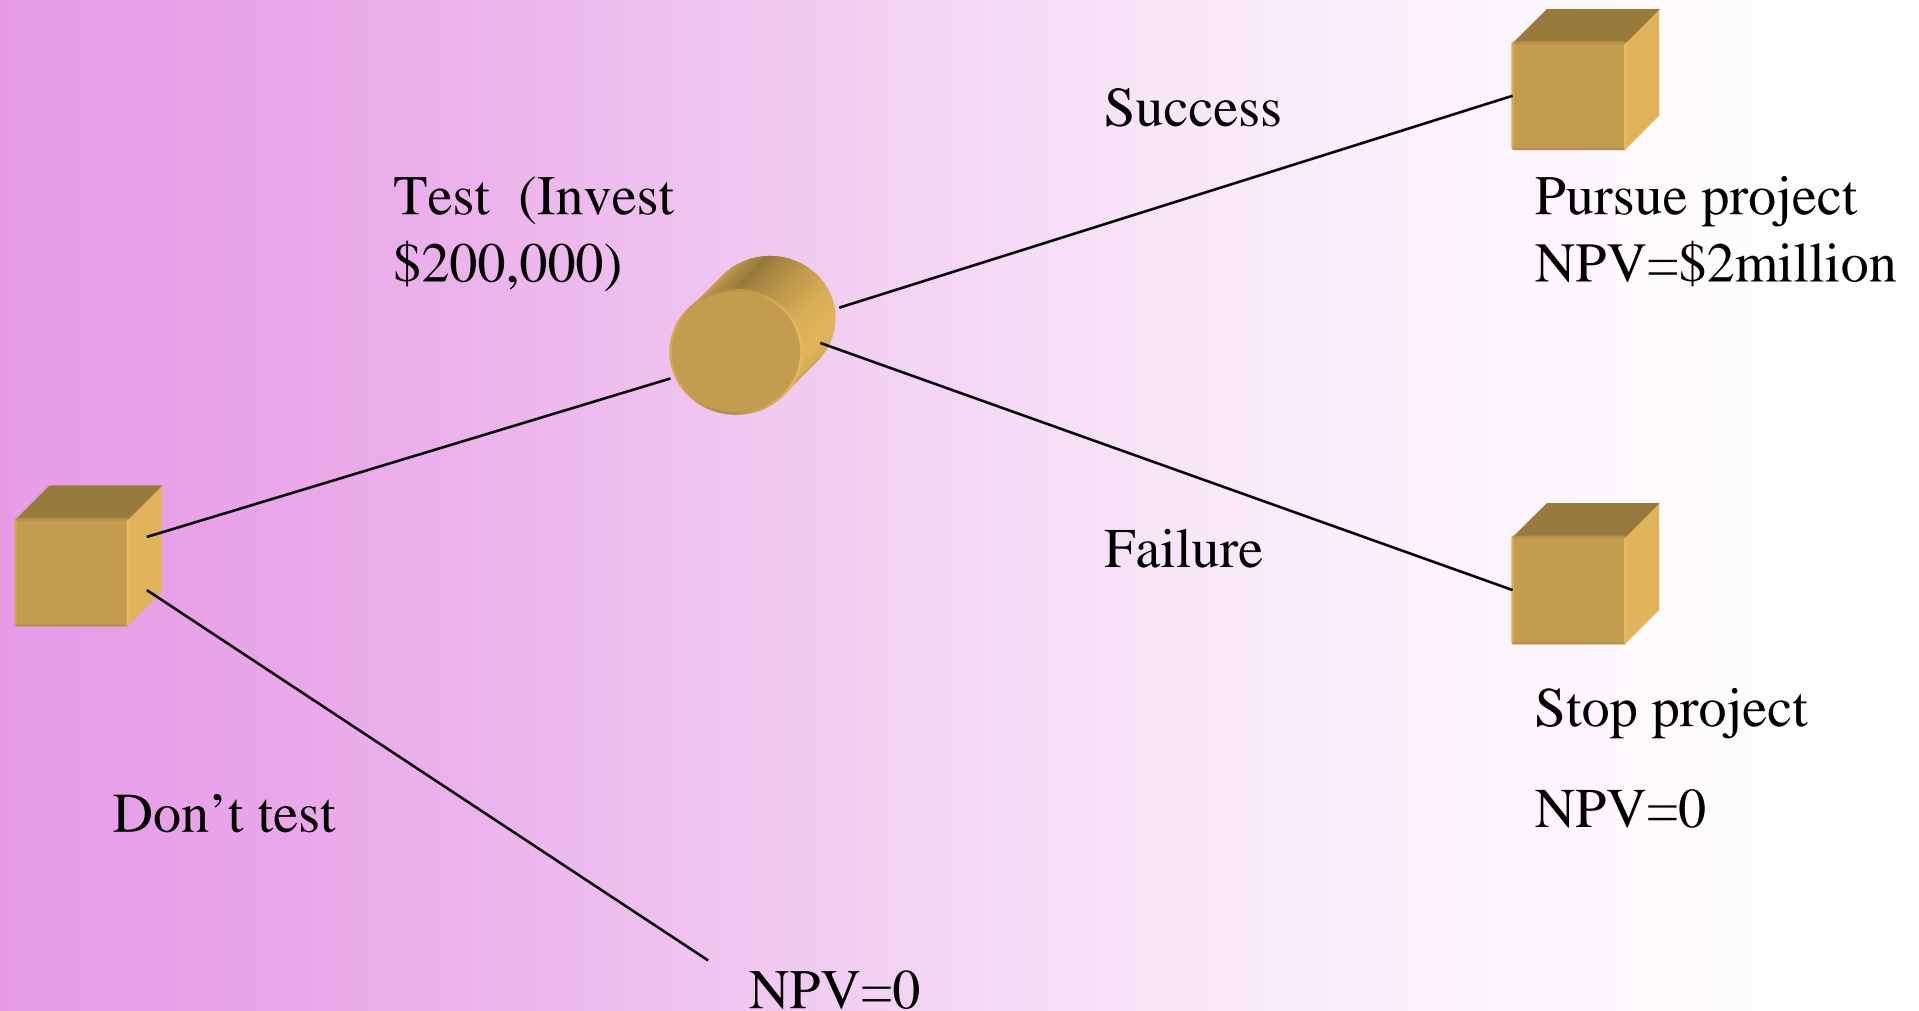 Success
Test (Invest
$200,000)
Pursue project
NPV=$2million
Failure
Stop project
NPV=0
Don’t test
NPV=0